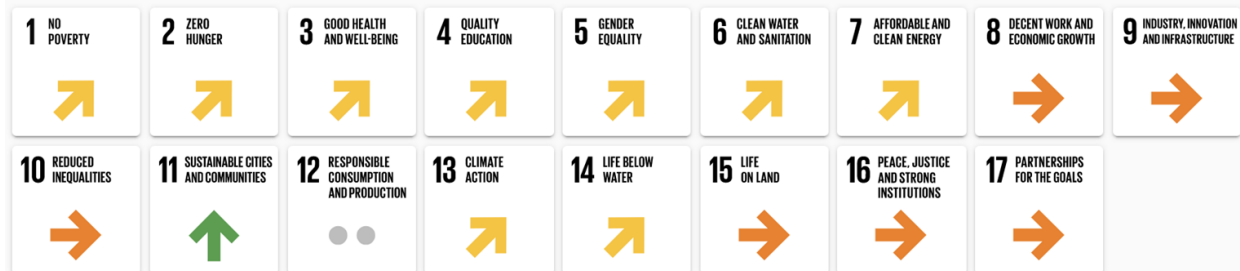 1 NO
POVERTY
2 ZERO
HUNGER
3 GOOD HEALTH
AND WELL-BEING
4 QUALITY
EDUCATION
5 GENDER
EQUALITY
6 CLEAN WATER
AND SANITATION
7 AFFORDABLE AND
CLEAN ENERGY
8 DECENT WORK AND
ECONOMIC GROWTH
9 INDUSTRY, INNOVATION
AND INFRASTRUCTURE
10 REDUCED
INEQUALITIES
11 SUSTAINABLE CITIES
AND COMMUNITIES
12 RESPONSIBLE
CONSUMPTION
AND PRODUCTION
13 CLIMATE
ACTION
14 LIFE BELOW
WATER
15 LIFE
ON LAND
16 PEACE, JUSTICE
AND STRONG
INSTITUTIONS
17 PARTNERSHIPS
FOR THE GOALS